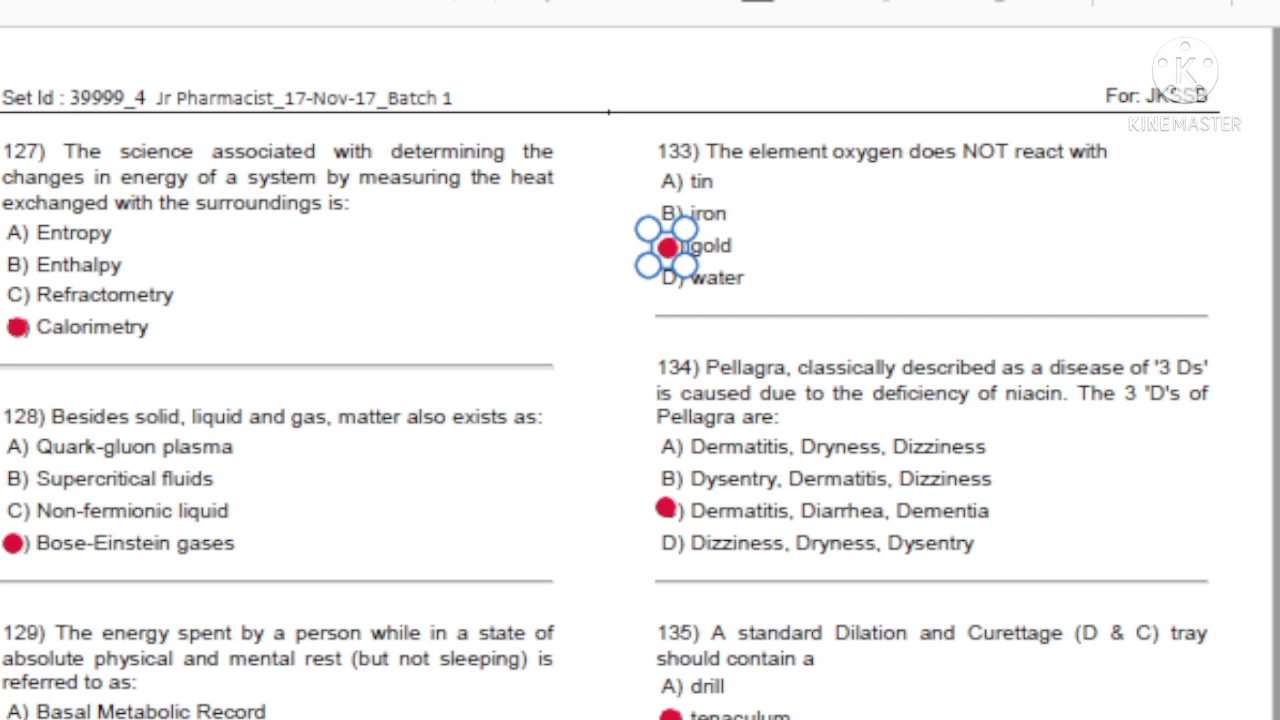 Set Id : 39999_4 Jr Pharmacist_17-Nov-17_Batch 1
For: JKSSB
K
KINEMASTER
127) The science associated with determining the
changes in energy of a system by measuring the heat
exchanged with the surroundings is:
A) Entropy
B) Enthalpy
C) Refractometry
) Calorimetry
128) Besides solid, liquid and gas, matter also exists as:
A) Quark-gluon plasma
B) Supercritical fluids
C) Non-fermionic liquid
) Bose-Einstein gases
129) The energy spent by a person while in a state of
absolute physical and mental rest (but not sleeping) is
referred to as:
A) Basal Metabolic Record
133) The element oxygen does NOT react with
A) tin
B) iron
gold
D) water
134) Pellagra, classically described as a disease of '3 Ds'
is caused due to the deficiency of niacin. The 3 'D's of
Pellagra are:
A) Dermatitis, Dryness, Dizziness
B) Dysentry, Dermatitis, Dizziness
) Dermatitis, Diarrhea, Dementia
D) Dizziness, Dryness, Dysentry
135) A standard Dilation and Curettage (D & C) tray
should contain a
A) drill
tenaculum